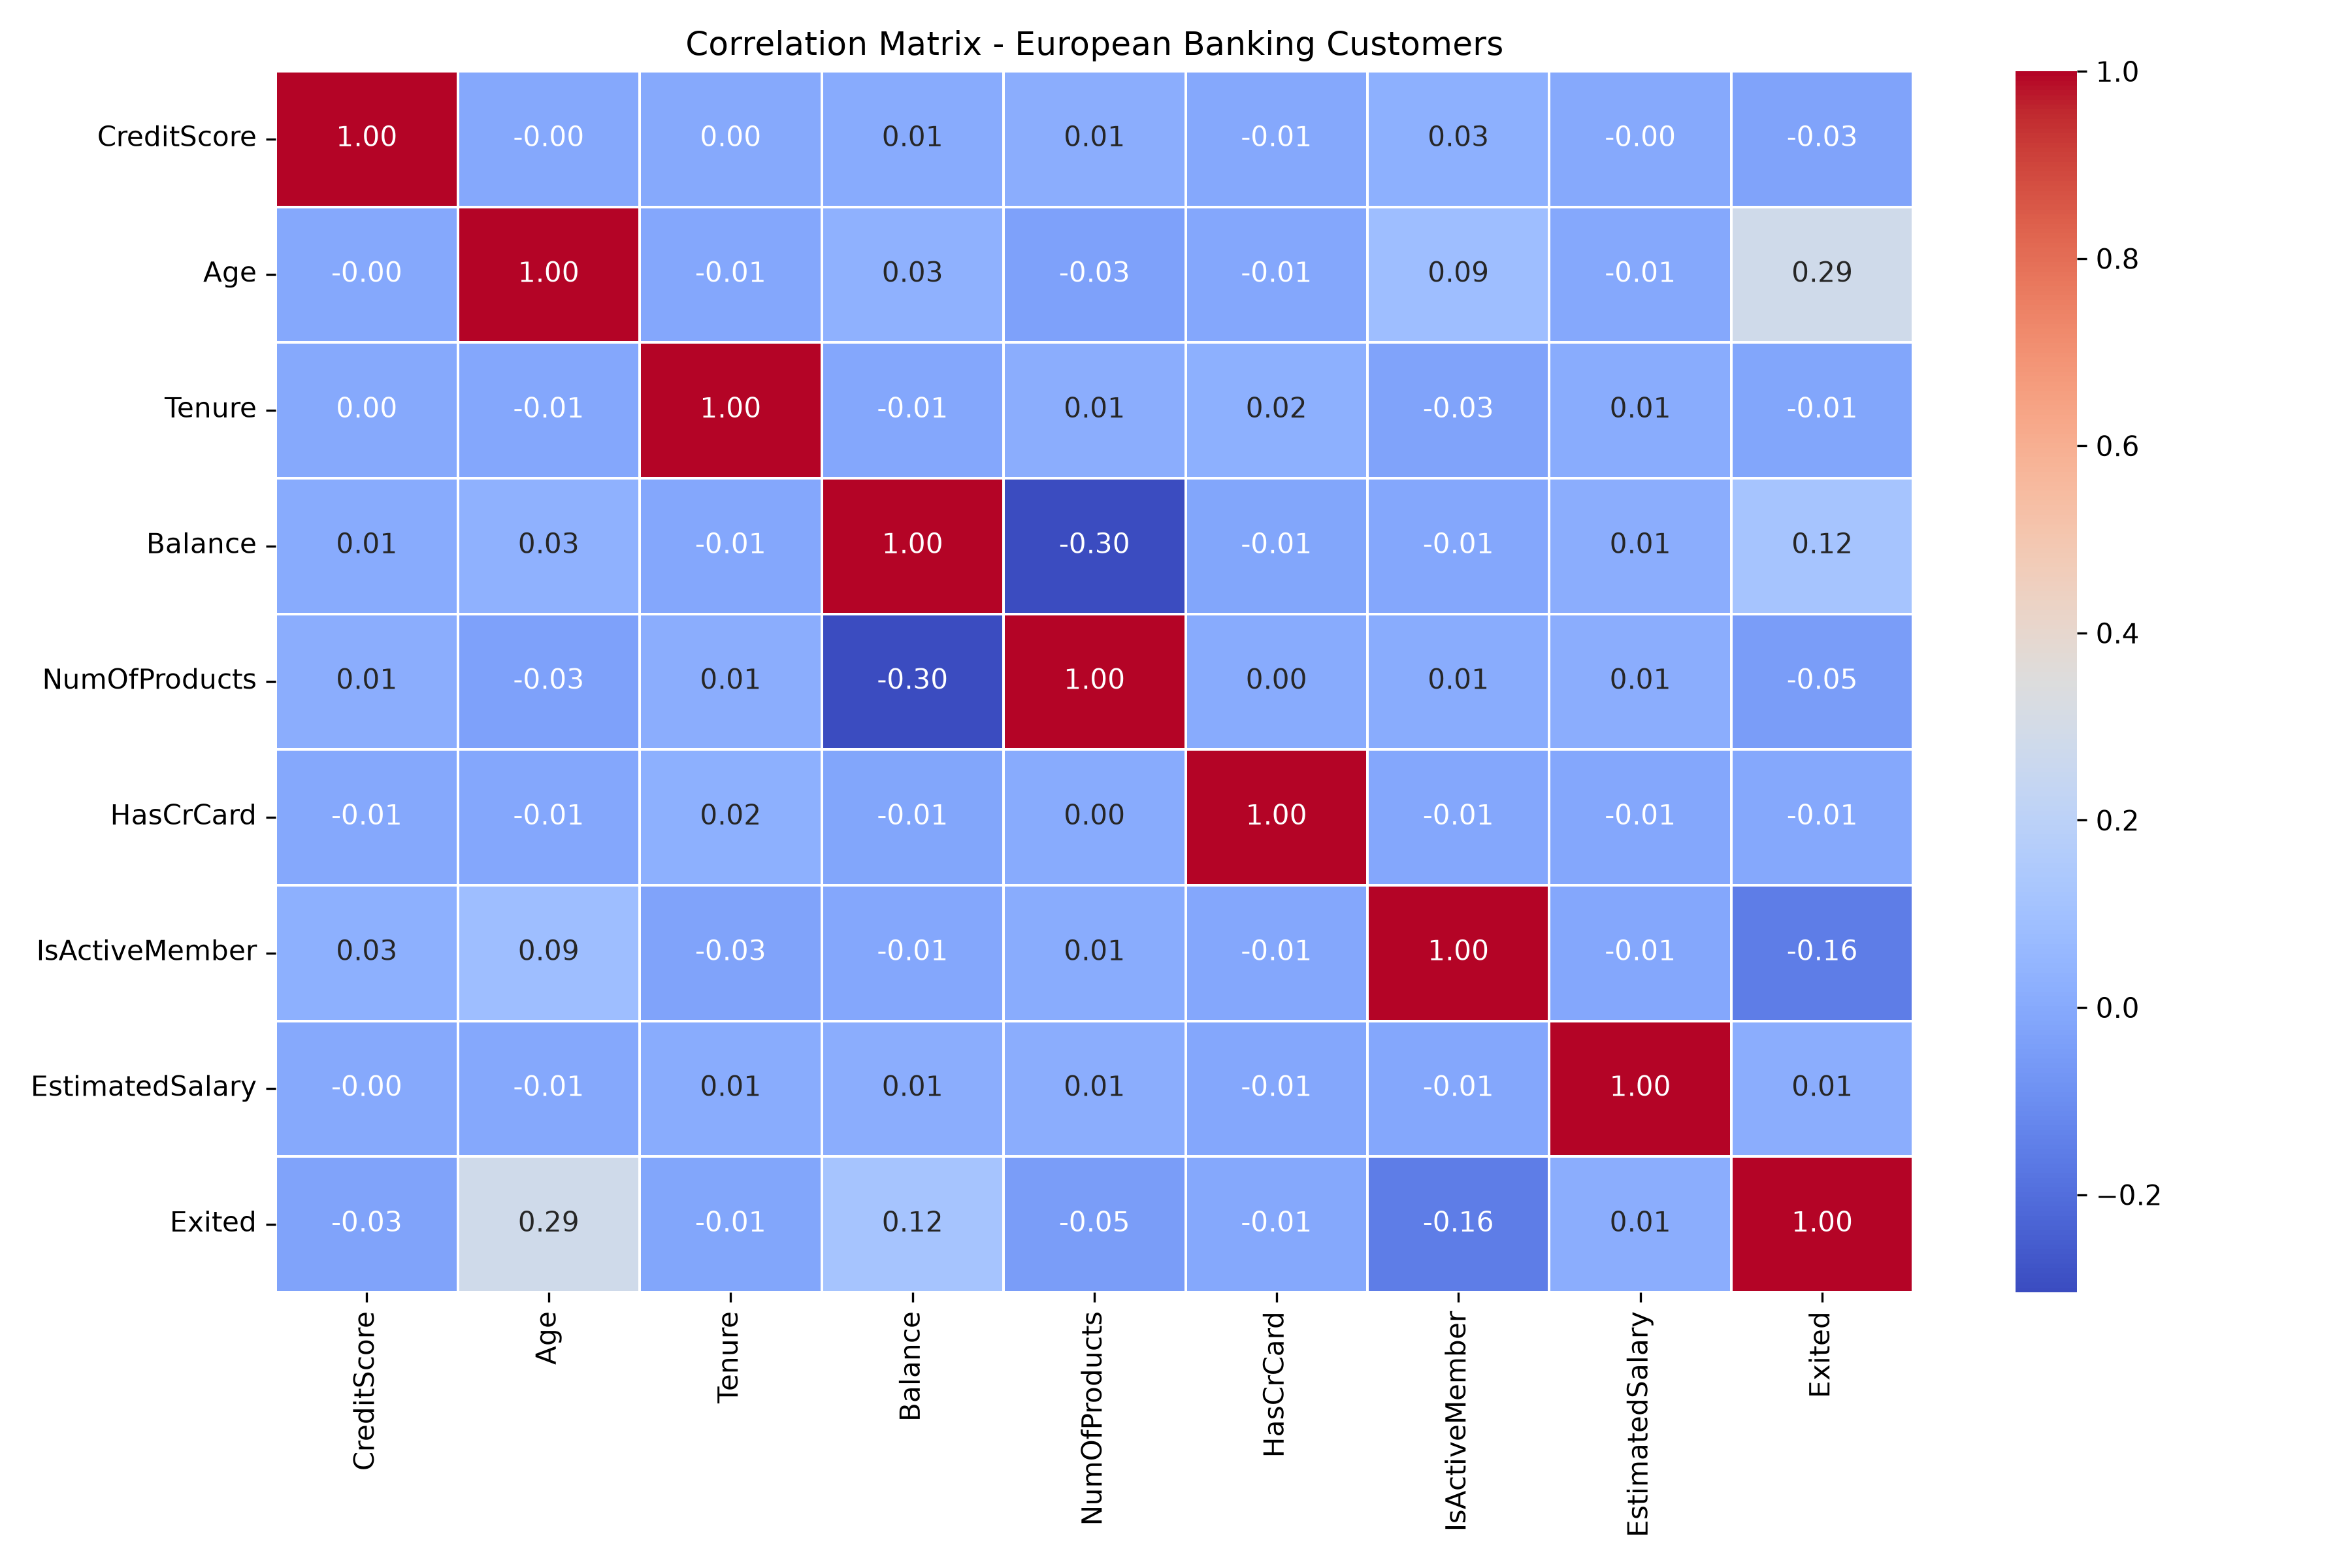 Correlation Matrix - European Banking Customers
CreditScore 1.00 -0.00 0.00 0.01 0.01 -0.01 0.03 -0.00 -0.03
Age -0.00 1.00 -0.01 0.03 -0.03 -0.01 0.09 -0.01 0.29
Tenure 0.00 -0.01 1.00 -0.01 0.01 0.02 -0.03 0.01 -0.01
Balance 0.01 0.03 -0.01 1.00 -0.30 -0.01 -0.01 0.01 0.12
NumOfProducts 0.01 -0.03 0.01 -0.30 1.00 0.00 0.01 0.01 -0.05
HasCrCard -0.01 -0.01 0.02 -0.01 0.00 1.00 -0.01 -0.01 -0.01
IsActiveMember 0.03 0.09 -0.03 -0.01 0.01 -0.01 1.00 -0.01 -0.16
EstimatedSalary -0.00 -0.01 0.01 0.01 0.01 -0.01 -0.01 1.00 0.01
Exited -0.03 0.29 -0.01 0.12 -0.05 -0.01 -0.16 0.01 1.00
CreditScore
Age
Tenure
Balance
NumOfProducts
HasCrCard
IsActiveMember
EstimatedSalary
Exited
1.0
0.8
0.6
0.4
0.2
0.0
−0.2